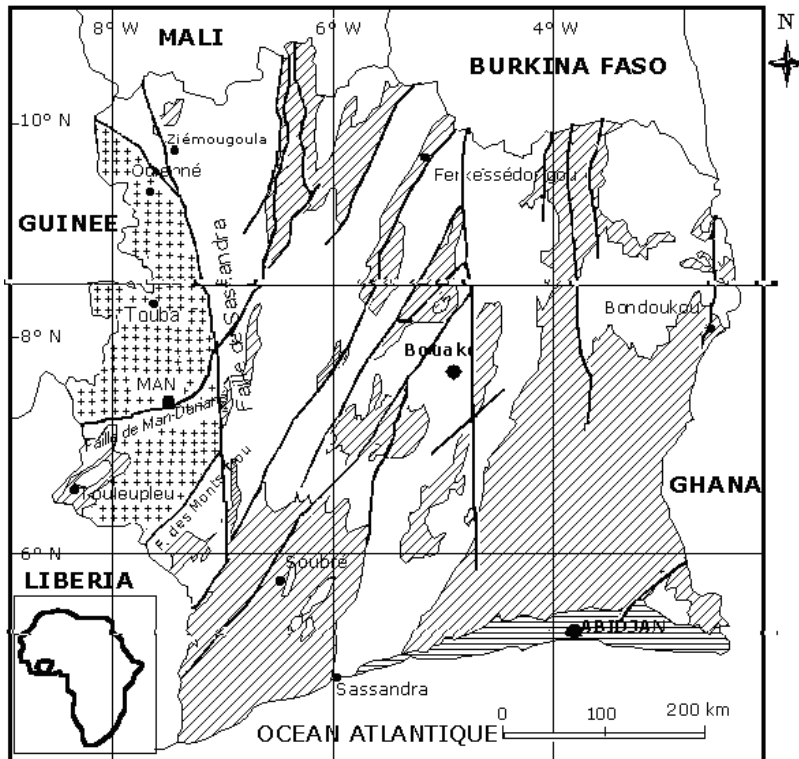 8° W
6° W
4° W
N
MALI
BURKINA FASO
10° N
Ziémougoula
Odienné
Ferkessédougou
GUINEE
Faille de Sassandra
Touba
Bondoukou
8° N
Bouaké
MAN
Faille de Man-Danané
Touleupleu
GHANA
F. des Monts Trou
6° N
LIBERIA
Soubré
ABIDJAN
Sassandra
0 100 200 km
OCEAN ATLANTIQUE